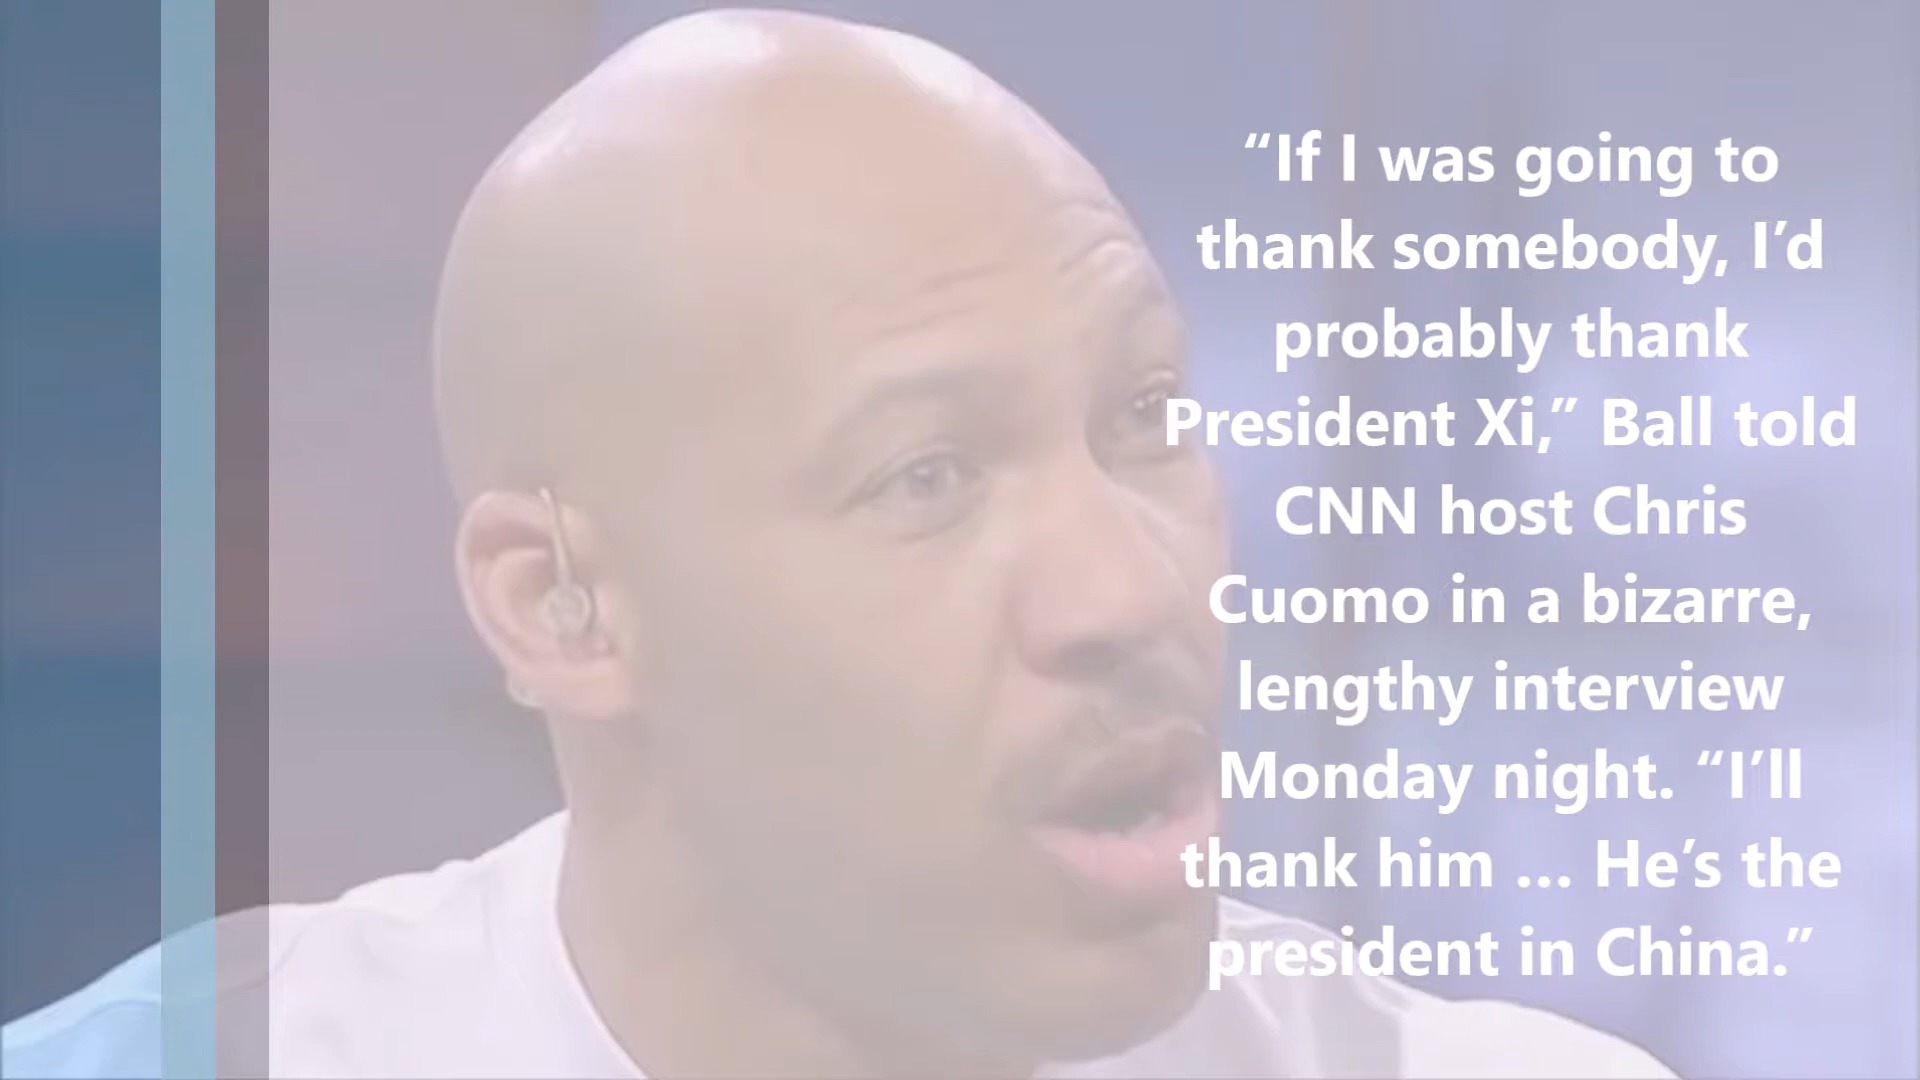 “If I was going to
thank somebody, I’d
probably thank
President Xi,” Ball told
CNN host Chris
Cuomo in a bizarre,
lengthy interview
Monday night. “I’ll
thank him … He’s the
president in China.”